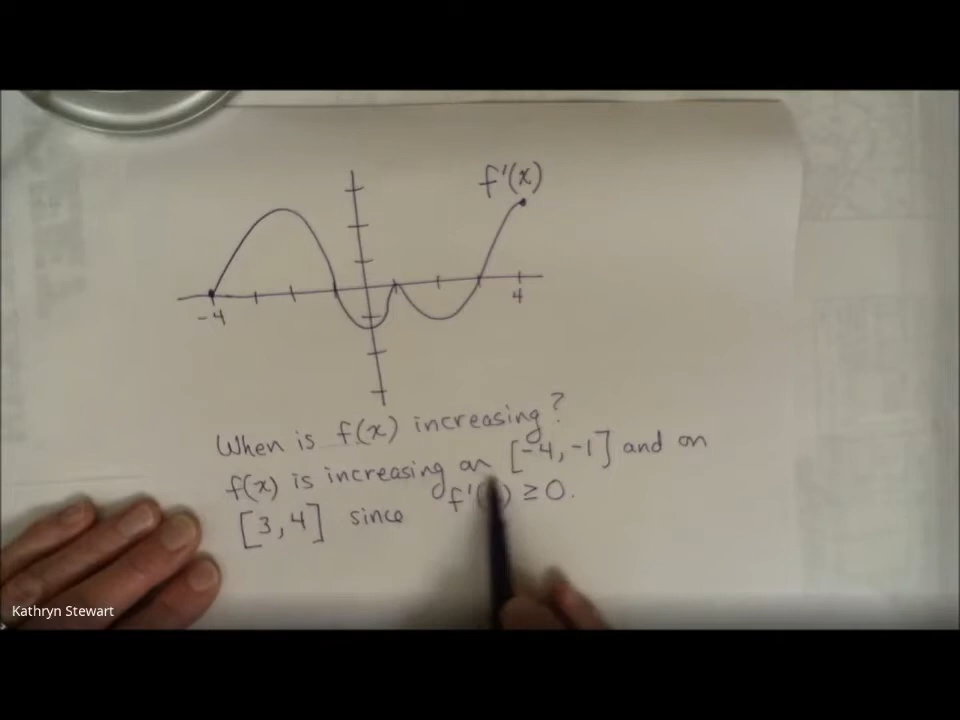 f'(x)
-4
4
When is f(x) increasing?
f(x) is increasing on [-4,-1] and on
[3,4] since f'( ) ≥ 0.
Kathryn Stewart